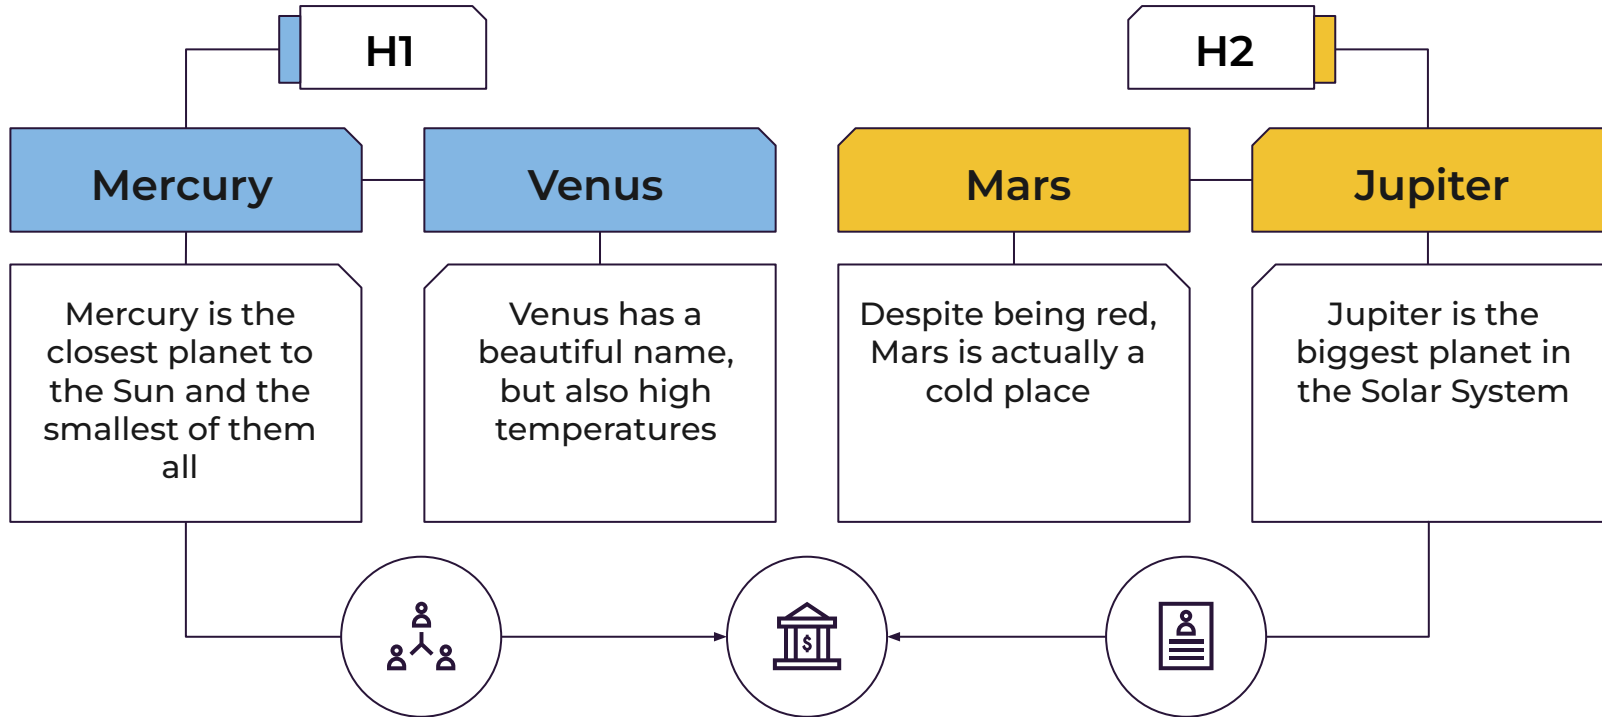 H1
H2
Mercury
Venus
Mars
Jupiter
Mercury is the
closest planet to
the Sun and the
smallest of them
all
Venus has a
beautiful name,
but also high
temperatures
Despite being red,
Mars is actually a
cold place
Jupiter is the
biggest planet in
the Solar System
$